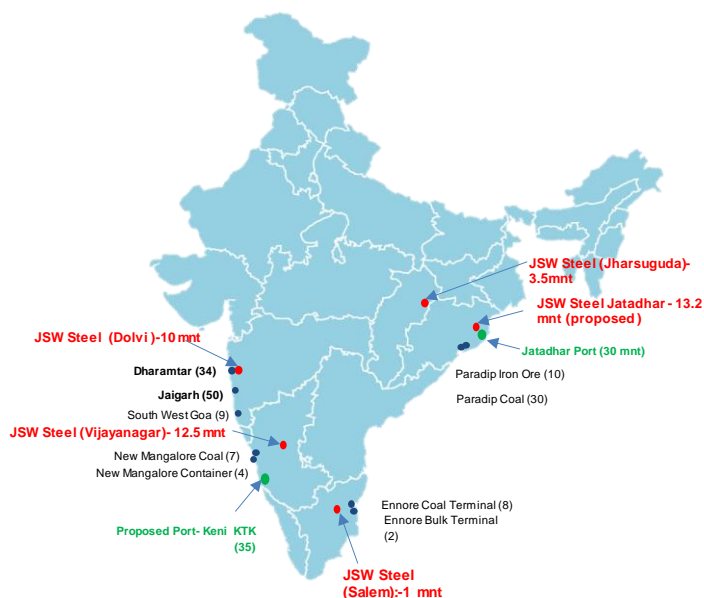 JSW Steel (Jharsuguda)-
3.5mnt
JSW Steel Jatadhar - 13.2
mnt (proposed)
Jatadhar Port (30 mnt)
JSW Steel (Dolvi)-10 mnt
Dharamtar (34)
Paradip Iron Ore (10)
Jaigarh (50)
Paradip Coal (30)
South West Goa (9)
JSW Steel (Vijayanagar)- 12.5 mnt
New Mangalore Coal (7)
New Mangalore Container (4)
Ennore Coal Terminal (8)
Ennore Bulk Terminal
(2)
Proposed Port- Keni KTK
(35)
JSW Steel
(Salem):-1 mnt